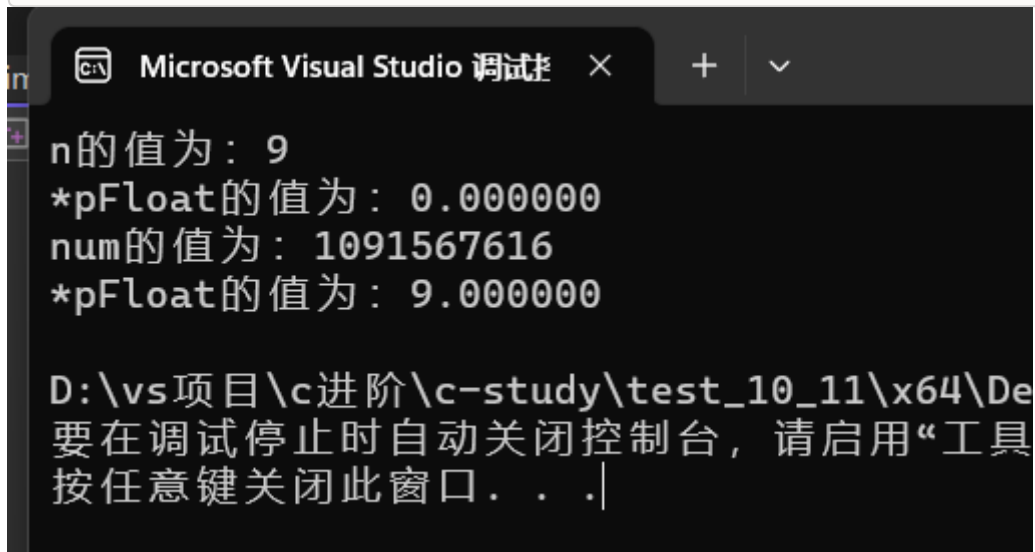 Microsoft Visual Studio 调试
n的值为：9
*pFloat的值为：0.000000
num的值为：1091567616
*pFloat的值为：9.000000
D:\vs项目\c进阶\c-study\test_10_11\x64\De
要在调试停止时自动关闭控制台，请启用“工具
按任意键关闭此窗口. . .